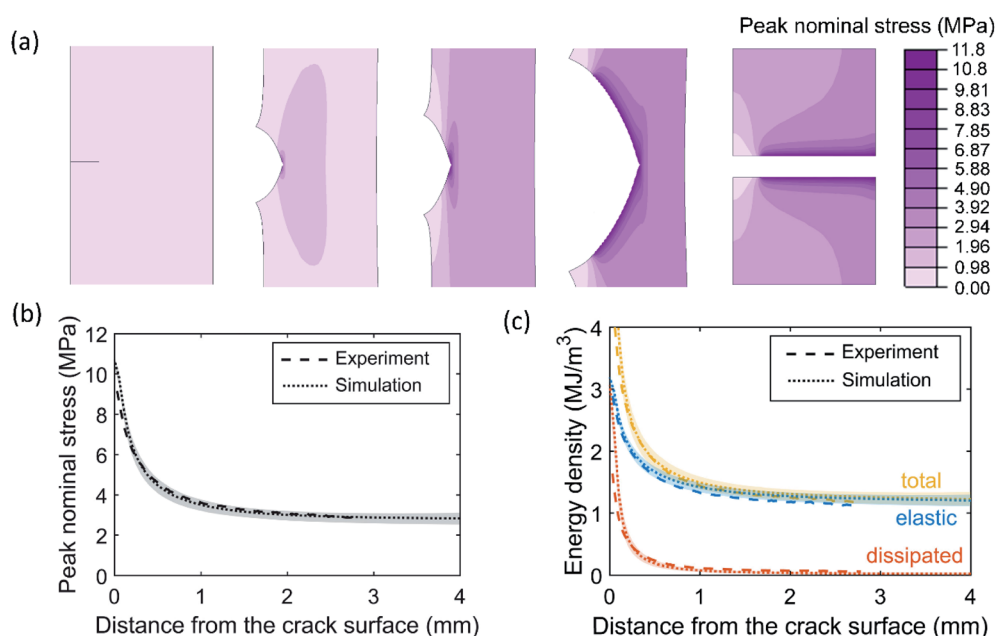 (a)
Peak nominal stress (MPa)
11.8
10.8
9.81
8.83
7.85
6.87
5.88
4.90
3.92
2.94
1.96
0.98
0.00
(b)
Peak nominal stress (MPa)
12
10
8
6
4
2
0
Experiment
Simulation
0 1 2 3 4
Distance from the crack surface (mm)
(c)
Energy density (MJ/m³)
4
3
2
1
0
Experiment
Simulation
total
elastic
dissipated
0 1 2 3 4
Distance from the crack surface (mm)